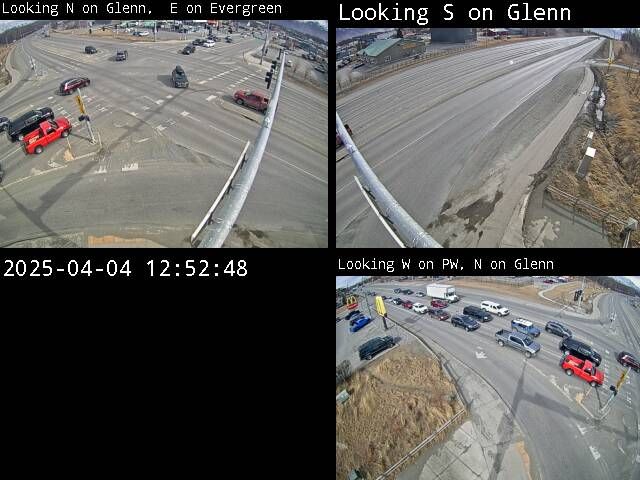 Looking N on Glenn,  E on Evergreen
Looking S on Glenn
2025-04-04 12:52:48
Looking W on PW, N on Glenn